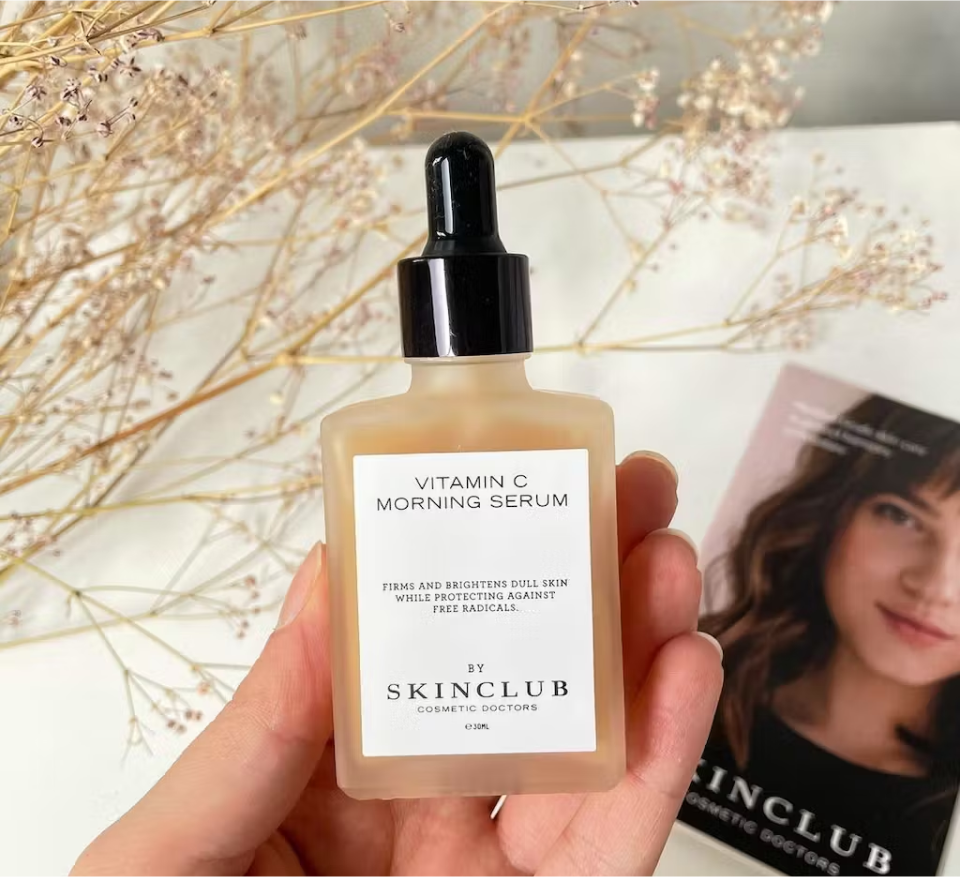 VITAMIN C
MORNING SERUM
FIRMS AND BRIGHTENS DULL SKIN
WHILE PROTECTING AGAINST
FREE RADICALS.
BY
SKINCLUB
COSMETIC DOCTORS
℮30ML
SKINCLUB
COSMETIC DOCTORS